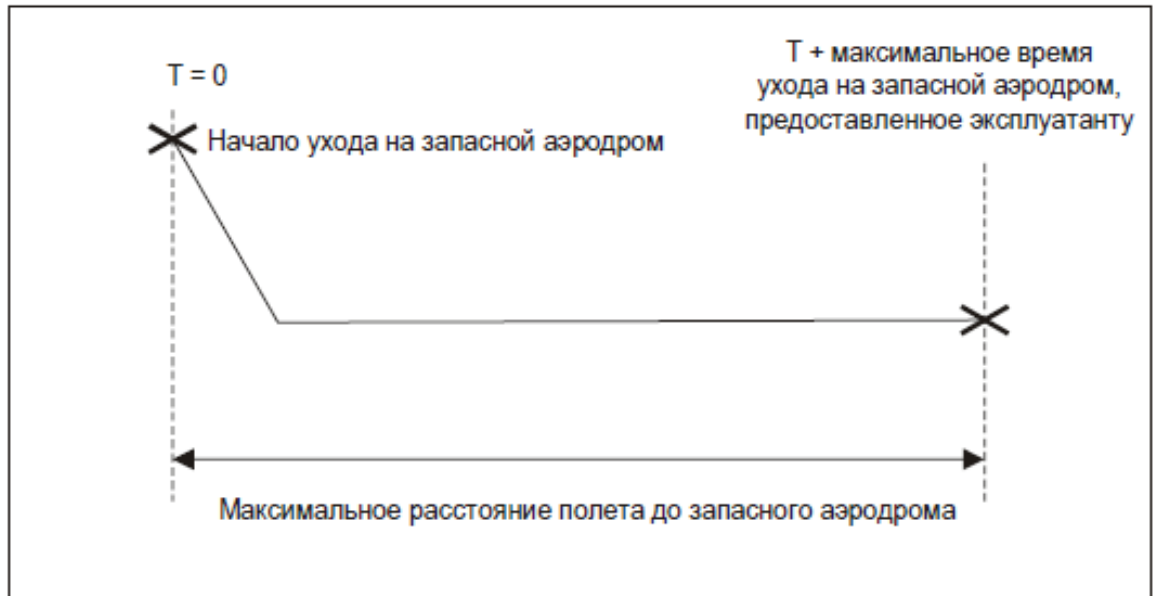 T = 0
T + максимальное время
ухода на запасной аэродром,
предоставленное эксплуатанту
Начало ухода на запасной аэродром
Максимальное расстояние полета до запасного аэродрома